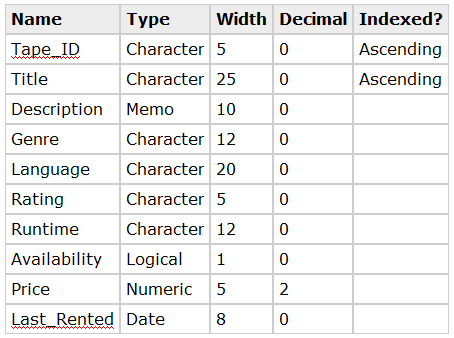 Name Type Width Decimal Indexed?
Tape_ID Character 5 0 Ascending
Title Character 25 0 Ascending
Description Memo 10 0
Genre Character 12 0
Language Character 20 0
Rating Character 5 0
Runtime Character 12 0
Availability Logical 1 0
Price Numeric 5 2
Last_Rented Date 8 0